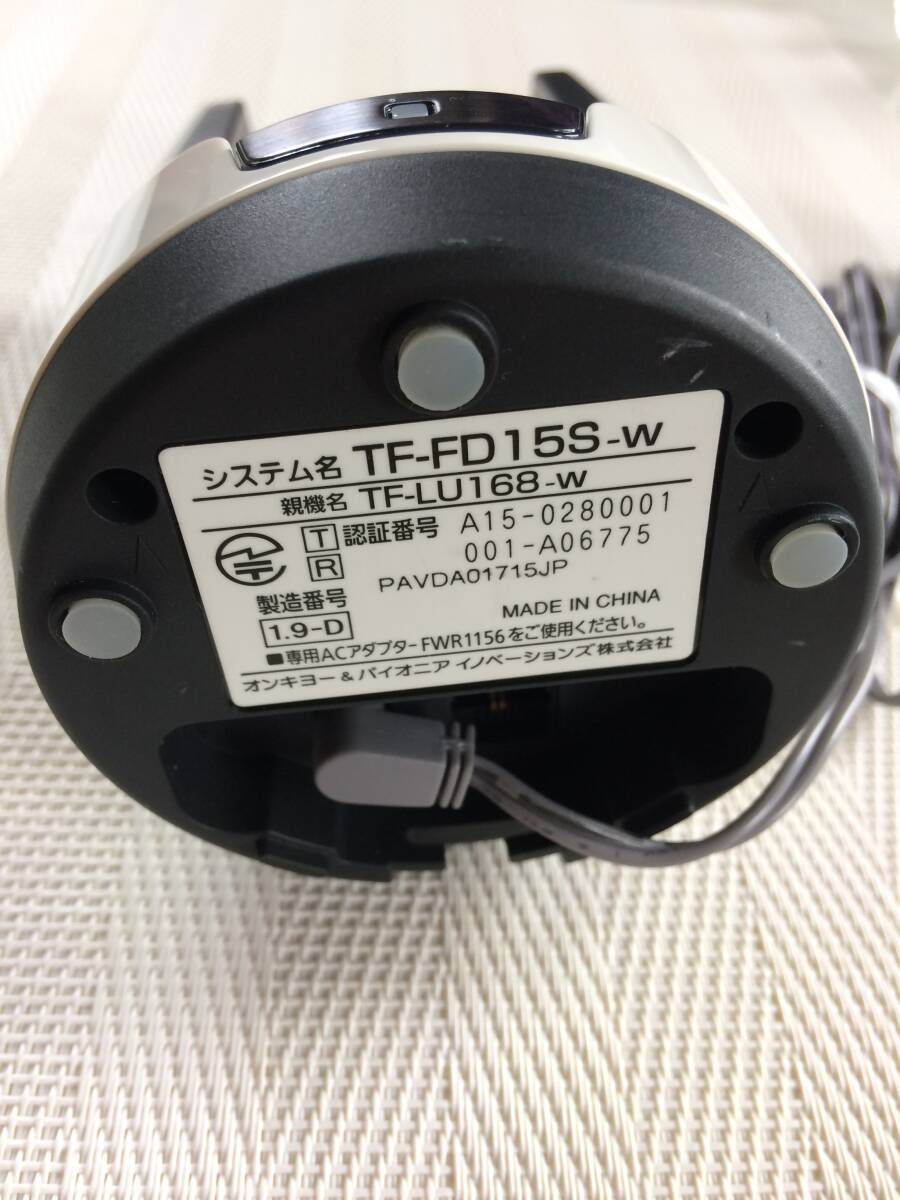 システム名 TF-FD15S-W
親機名 TF-LU168-W
T 認証番号 A15-0280001
R 001-A06775
製造番号 PAVDA01715JP
1.9-D MADE IN CHINA
■専用ACアダプターFWR1156をご使用ください。
オンキヨー&パイオニア イノベーションズ株式会社